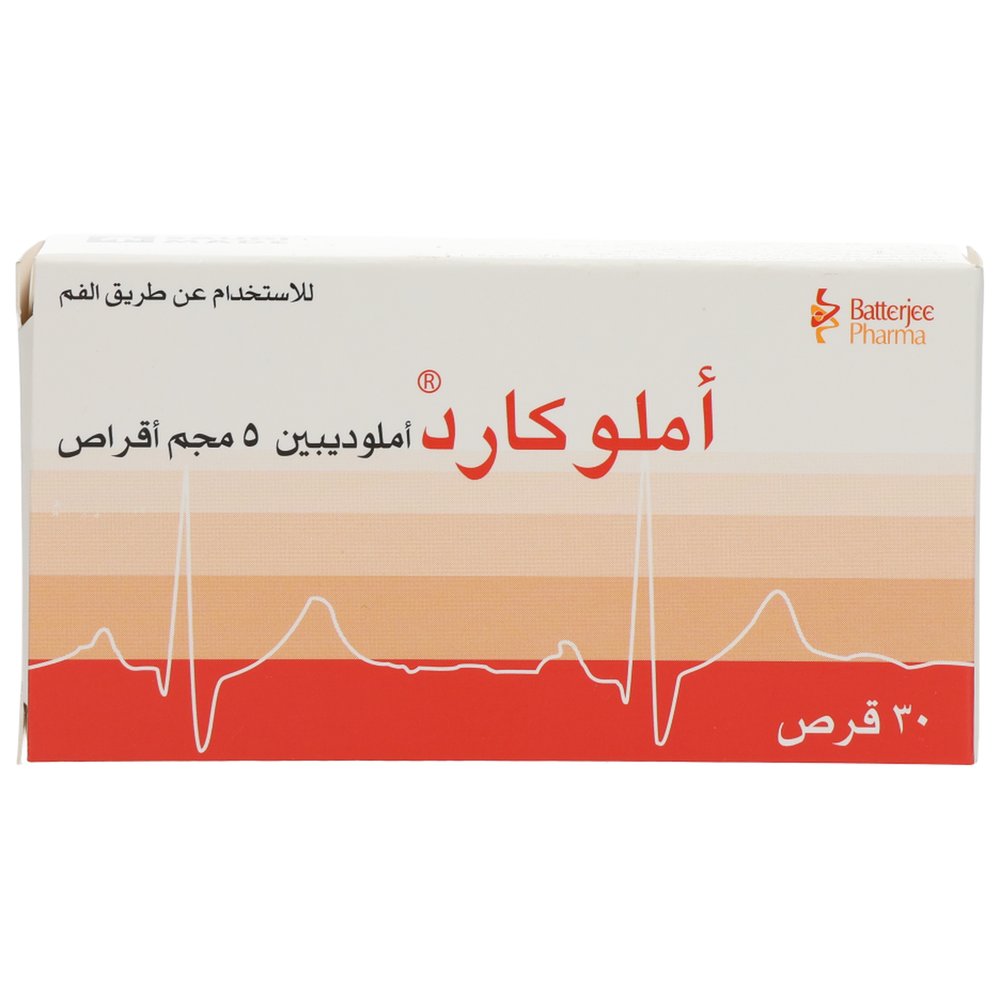 للاستخدام عن طريق الفم
Batterjee
Pharma
أملوكارد® أملوديبين ٥ مجم أقراص
٣٠ قرص